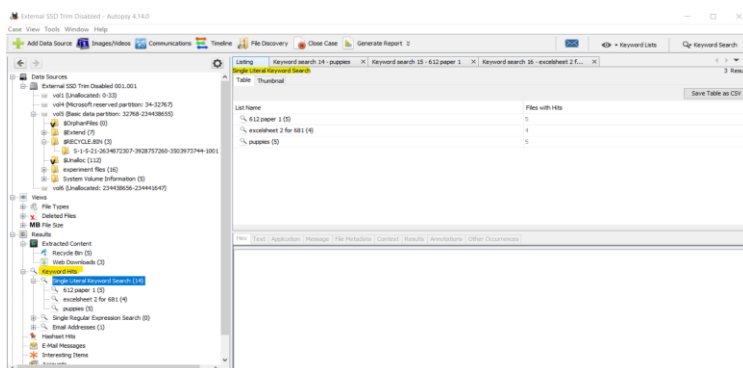 External SSD Trim Disabled - Autopsy 4.14.0
Case View Tools Window Help
Add Data Source Images/Videos Communications Timeline File Discovery Close Case Generate Report Keyword Lists Keyword Search
Listing Keyword search 14 - puppies Keyword search 15 - 612 paper 1 Keyword search 16 - excelsheet 2 f...
Single Literal Keyword Search 3 Resu
Table Thumbnail
Save Table as CSV
List Name Files with Hits
612 paper 1 (5) 5
excelsheet 2 for 681 (4) 4
puppies (5) 5
Files Text Application Message File Metadata Context Results Annotations Other Occurrences
Data Sources
External SSD Trim Disabled 001.001
vol1 (Unallocated: 0-33)
vol4 (Microsoft reserved partition: 34-32767)
vol5 (Basic data partition: 32768-234438655)
$OrphanFiles (0)
$Extend (7)
$RECYCLE.BIN (3)
S-1-5-21-2634872307-3928757260-3503973744-1001
$Unalloc (112)
experiment files (16)
System Volume Information (5)
vol6 (Unallocated: 234438656-234441647)
Views
File Types
Deleted Files
MB File Size
Results
Extracted Content
Recycle Bin (5)
Web Downloads (3)
Keyword Hits
Single Literal Keyword Search (14)
612 paper 1 (5)
excelsheet 2 for 681 (4)
puppies (5)
Single Regular Expression Search (0)
Email Addresses (1)
Hashset Hits
E-Mail Messages
Interesting Items
Accounts